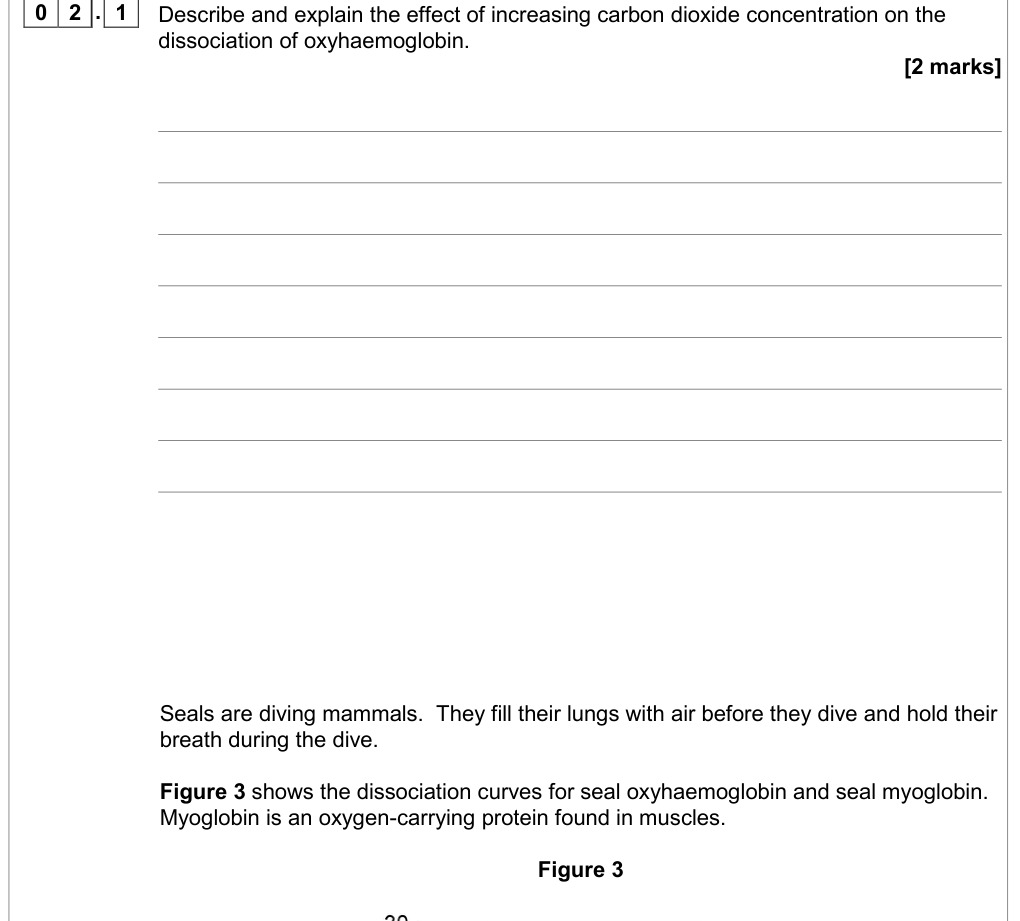 0 2 . 1 Describe and explain the effect of increasing carbon dioxide concentration on the
dissociation of oxyhaemoglobin.
[2 marks]
Seals are diving mammals. They fill their lungs with air before they dive and hold their
breath during the dive.
Figure 3 shows the dissociation curves for seal oxyhaemoglobin and seal myoglobin.
Myoglobin is an oxygen-carrying protein found in muscles.
Figure 3